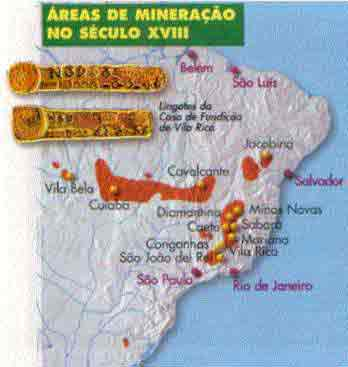 ÁREAS DE MINERAÇÃO
NO SÉCULO XVIII
Belém
São Luís
Lingotes da
Casa de Fundição
de Vila Rica
Jacobina
Cavalcante
Salvador
Vila Bela
Cuiabá
Diamantina
Minas Novas
Caeté
Sabará
Mariana
Congonhas
Vila Rica
São João del Rei
São Paulo
Rio de Janeiro